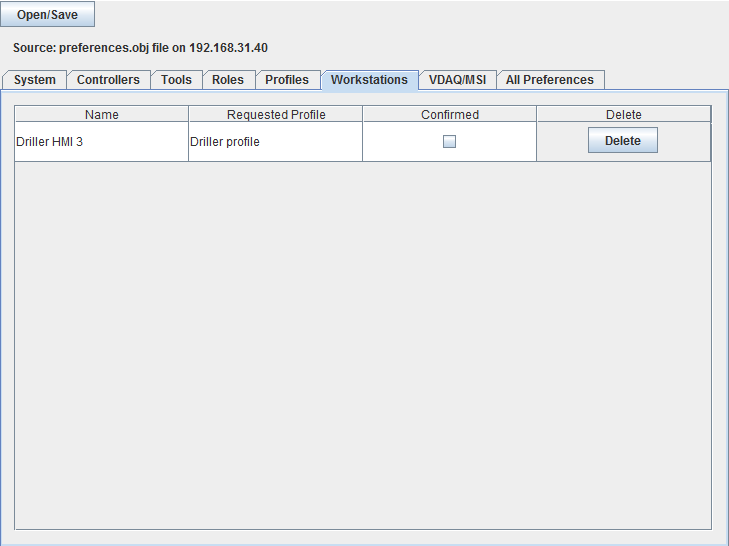 Open/Save
Source: preferences.obj file on 192.168.31.40
System Controllers Tools Roles Profiles Workstations VDAQ/MSI All Preferences
Name Requested Profile Confirmed Delete
Driller HMI 3 Driller profile Delete